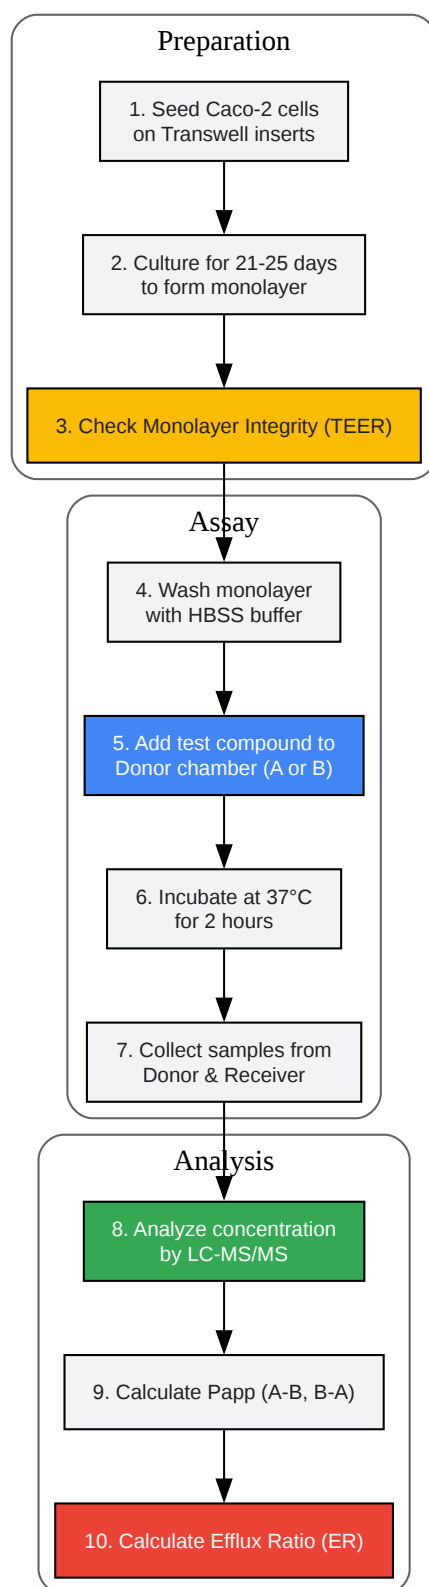 Preparation
1. Seed Caco-2 cells
on Transwell inserts
2. Culture for 21-25 days
to form monolayer
3. Check Monolayer Integrity (TEER)
Assay
4. Wash monolayer
with HBSS buffer
5. Add test compound to
Donor chamber (A or B)
6. Incubate at 37°C
for 2 hours
7. Collect samples from
Donor & Receiver
Analysis
8. Analyze concentration
by LC-MS/MS
9. Calculate Papp (A-B, B-A)
10. Calculate Efflux Ratio (ER)